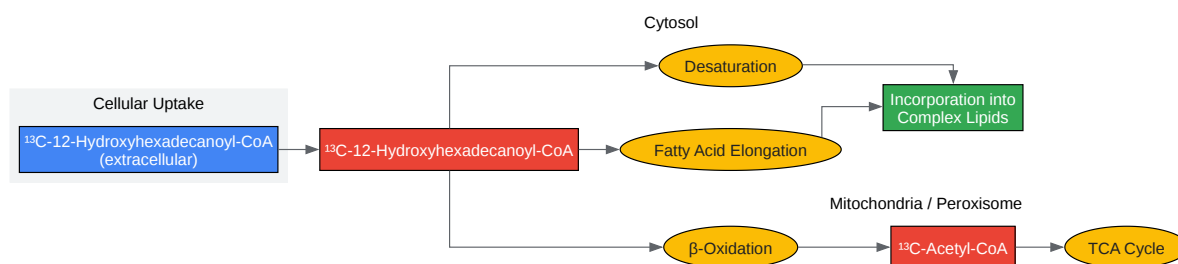 Cytosol
Desaturation
Cellular Uptake
Incorporation into
Complex Lipids
¹³C-12-Hydroxyhexadecanoyl-CoA
(extracellular)
¹³C-12-Hydroxyhexadecanoyl-CoA
Fatty Acid Elongation
Mitochondria / Peroxisome
β-Oxidation
¹³C-Acetyl-CoA
TCA Cycle